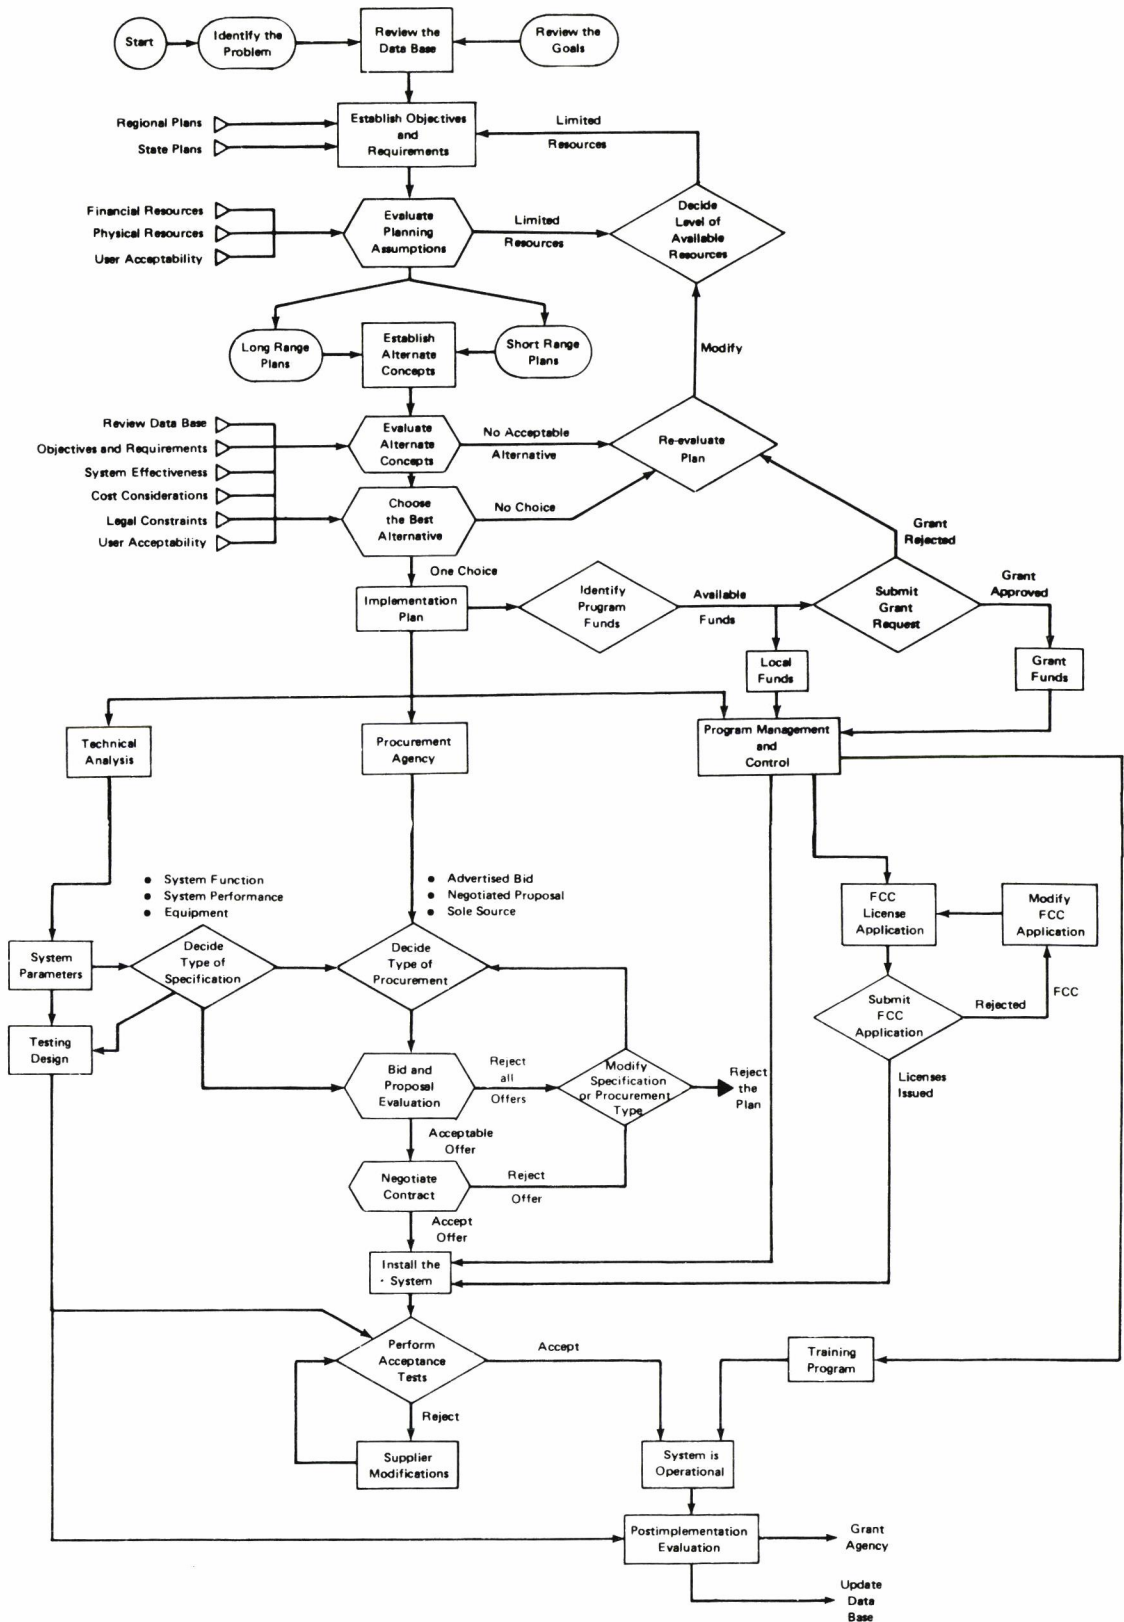 Start
Identify the
Problem
Review the
Data Base
Review the
Goals
Regional Plans
State Plans
Establish Objectives
and
Requirements
Limited
Resources
Financial Resources
Physical Resources
User Acceptability
Evaluate
Planning
Assumptions
Limited
Resources
Decide
Level of
Available
Resources
Long Range
Plans
Establish
Alternate
Concepts
Short Range
Plans
Modify
Review Data Base
Objectives and Requirements
System Effectiveness
Cost Considerations
Legal Constraints
User Acceptability
Evaluate
Alternate
Concepts
No Acceptable
Alternative
Re-evaluate
Plan
Choose
the Best
Alternative
No Choice
Grant
Rejected
One Choice
Implementation
Plan
Identify
Program
Funds
Available
Funds
Submit
Grant
Request
Grant
Approved
Local
Funds
Grant
Funds
Technical
Analysis
Procurement
Agency
Program Management
and
Control
• System Function
• System Performance
• Equipment
• Advertised Bid
• Negotiated Proposal
• Sole Source
FCC
License
Application
Modify
FCC
Application
System
Parameters
Decide
Type of
Specification
Decide
Type of
Procurement
Submit
FCC
Application
Rejected
FCC
Testing
Design
Bid and
Proposal
Evaluation
Reject
all
Offers
Modify
Specification
or Procurement
Type
Reject
the
Plan
Licenses
Issued
Acceptable
Offer
Negotiate
Contract
Reject
Offer
Accept
Offer
Install the
System
Perform
Acceptance
Tests
Accept
Training
Program
Reject
Supplier
Modifications
System is
Operational
Postimplementation
Evaluation
Grant
Agency
Update
Data
Base